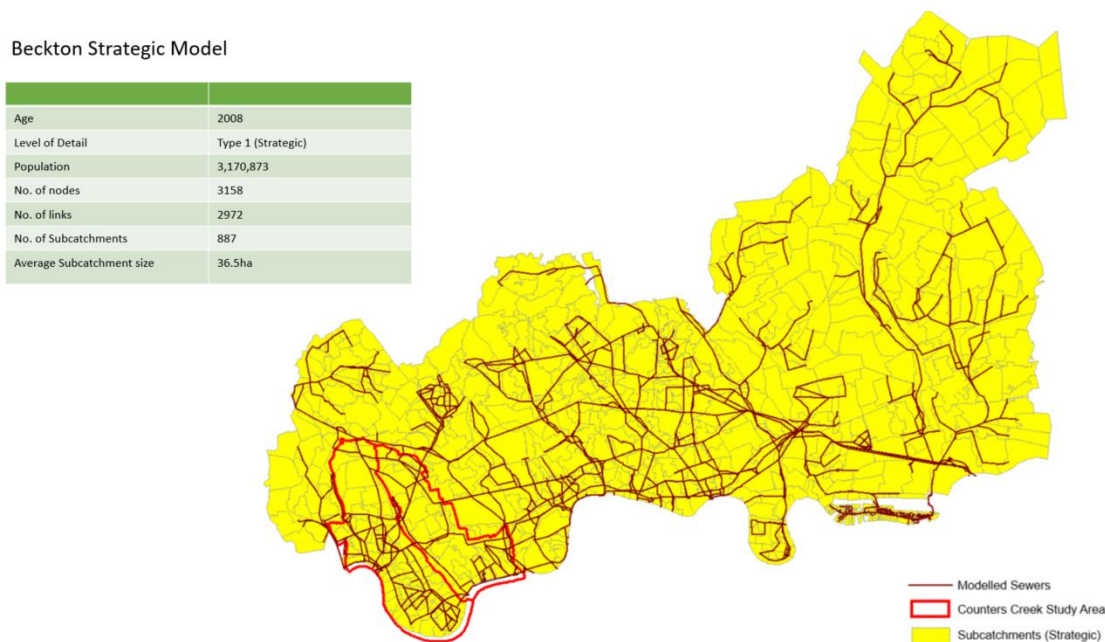 Beckton Strategic Model
Age 2008
Level of Detail Type 1 (Strategic)
Population 3,170,873
No. of nodes 3158
No. of links 2972
No. of Subcatchments 887
Average Subcatchment size 36.5ha
Modelled Sewers
Counters Creek Study Area
Subcatchments (Strategic)